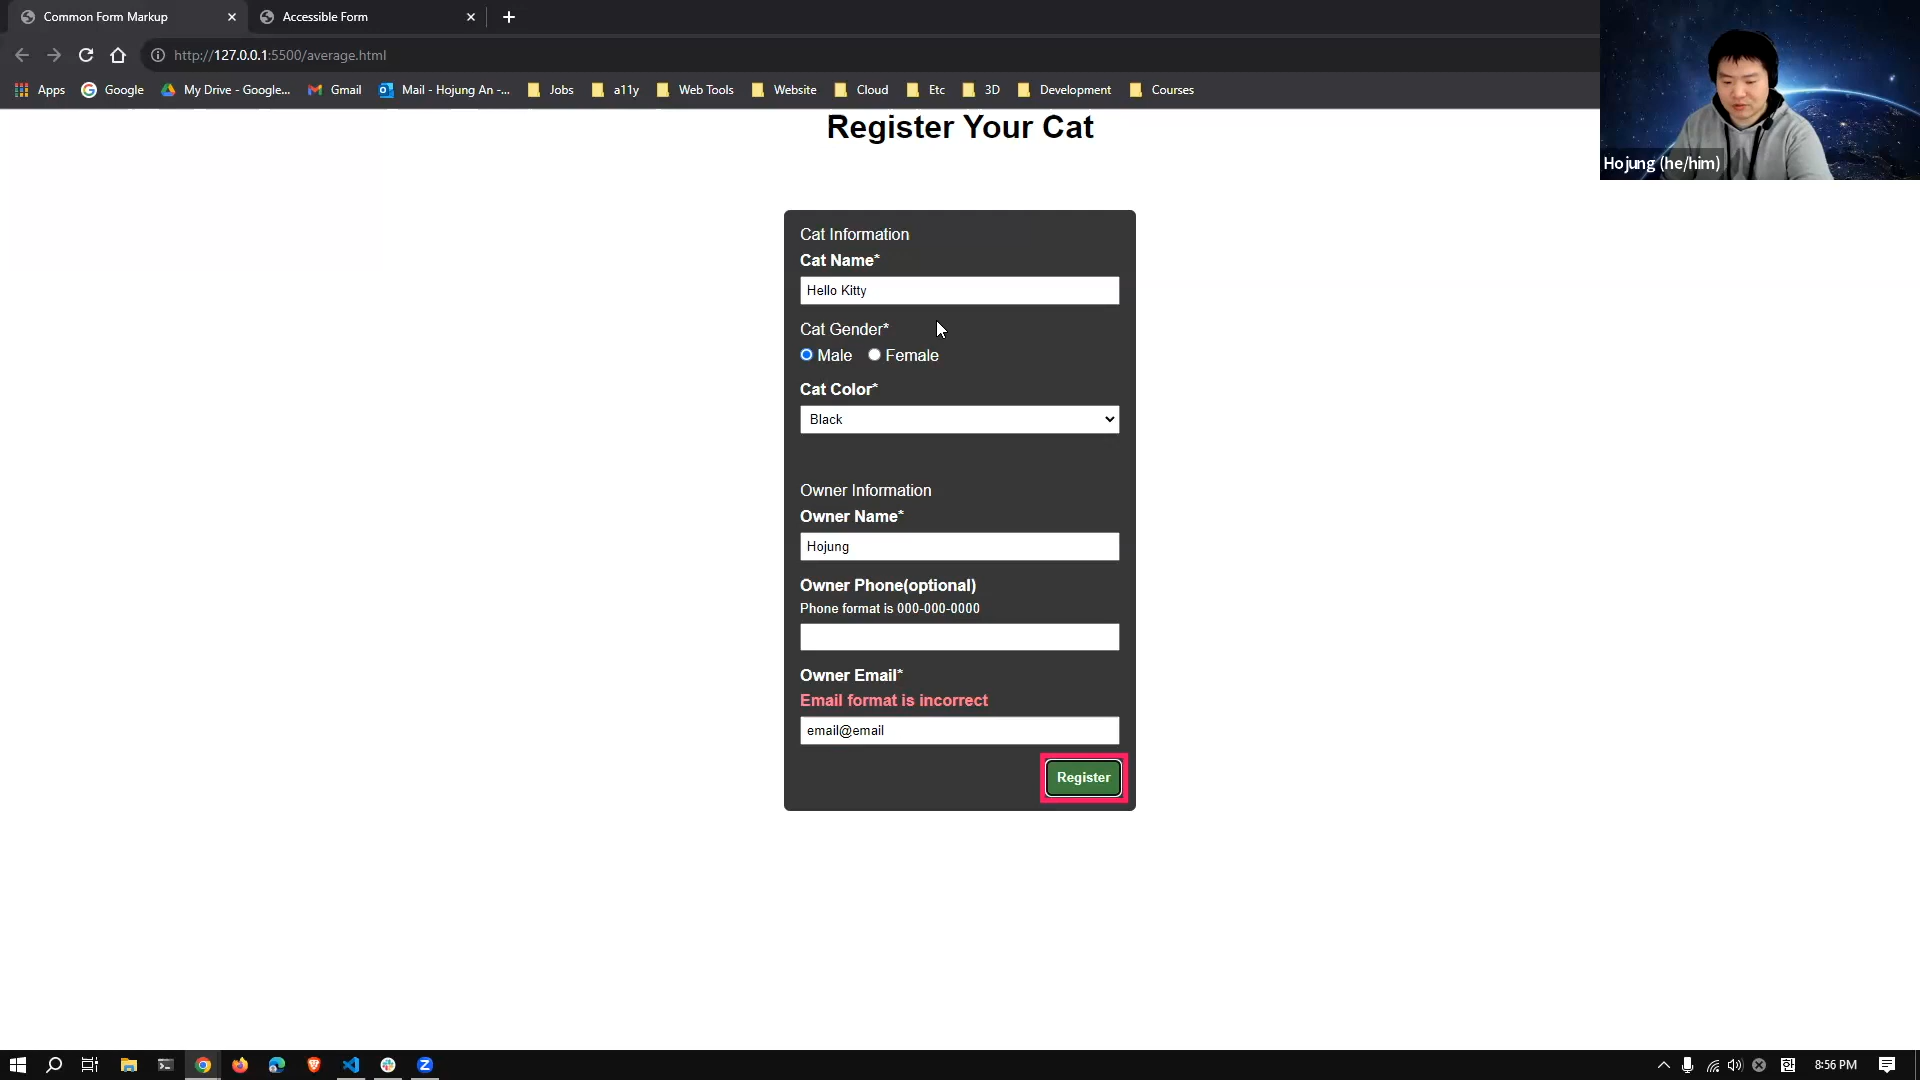 Common Form Markup
Accessible Form
http://127.0.0.1:5500/average.html
Apps Google My Drive - Google... Gmail Mail - Hojung An -... Jobs a11y Web Tools Website Cloud Etc 3D Development Courses
Hojung (he/him)
Register Your Cat
Cat Information
Cat Name*
Hello Kitty
Cat Gender*
Male Female
Cat Color*
Black
Owner Information
Owner Name*
Hojung
Owner Phone(optional)
Phone format is 000-000-0000
Owner Email*
Email format is incorrect
email@email
Register
8:56 PM